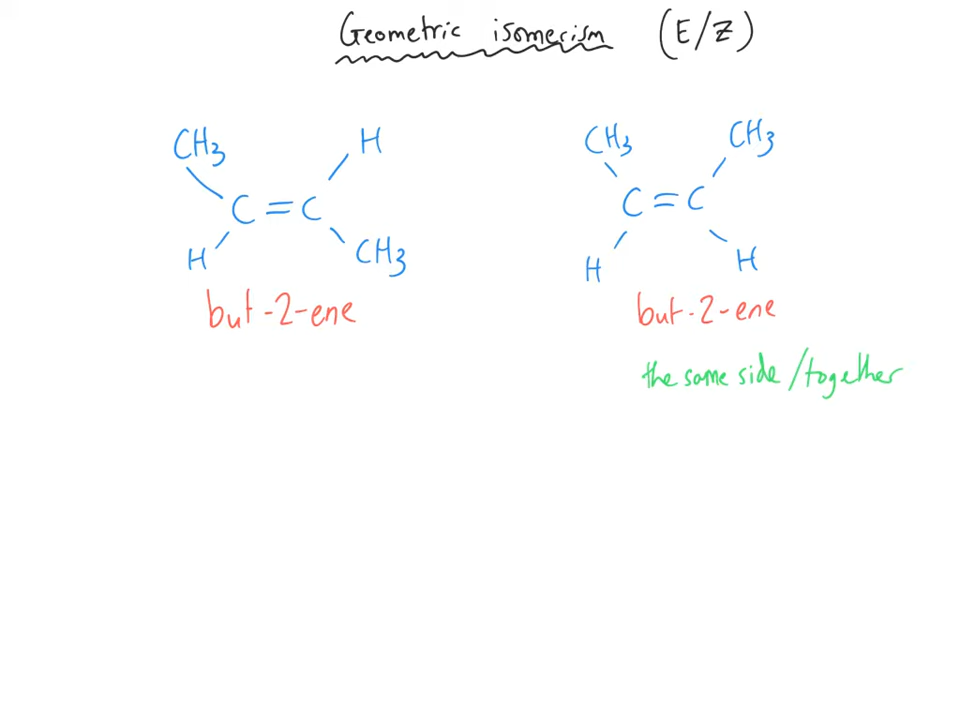 Geometric isomerism (E/Z)
CH3 H
C = C
H CH3
but-2-ene
CH3 CH3
C = C
H H
but-2-ene
the same side/together